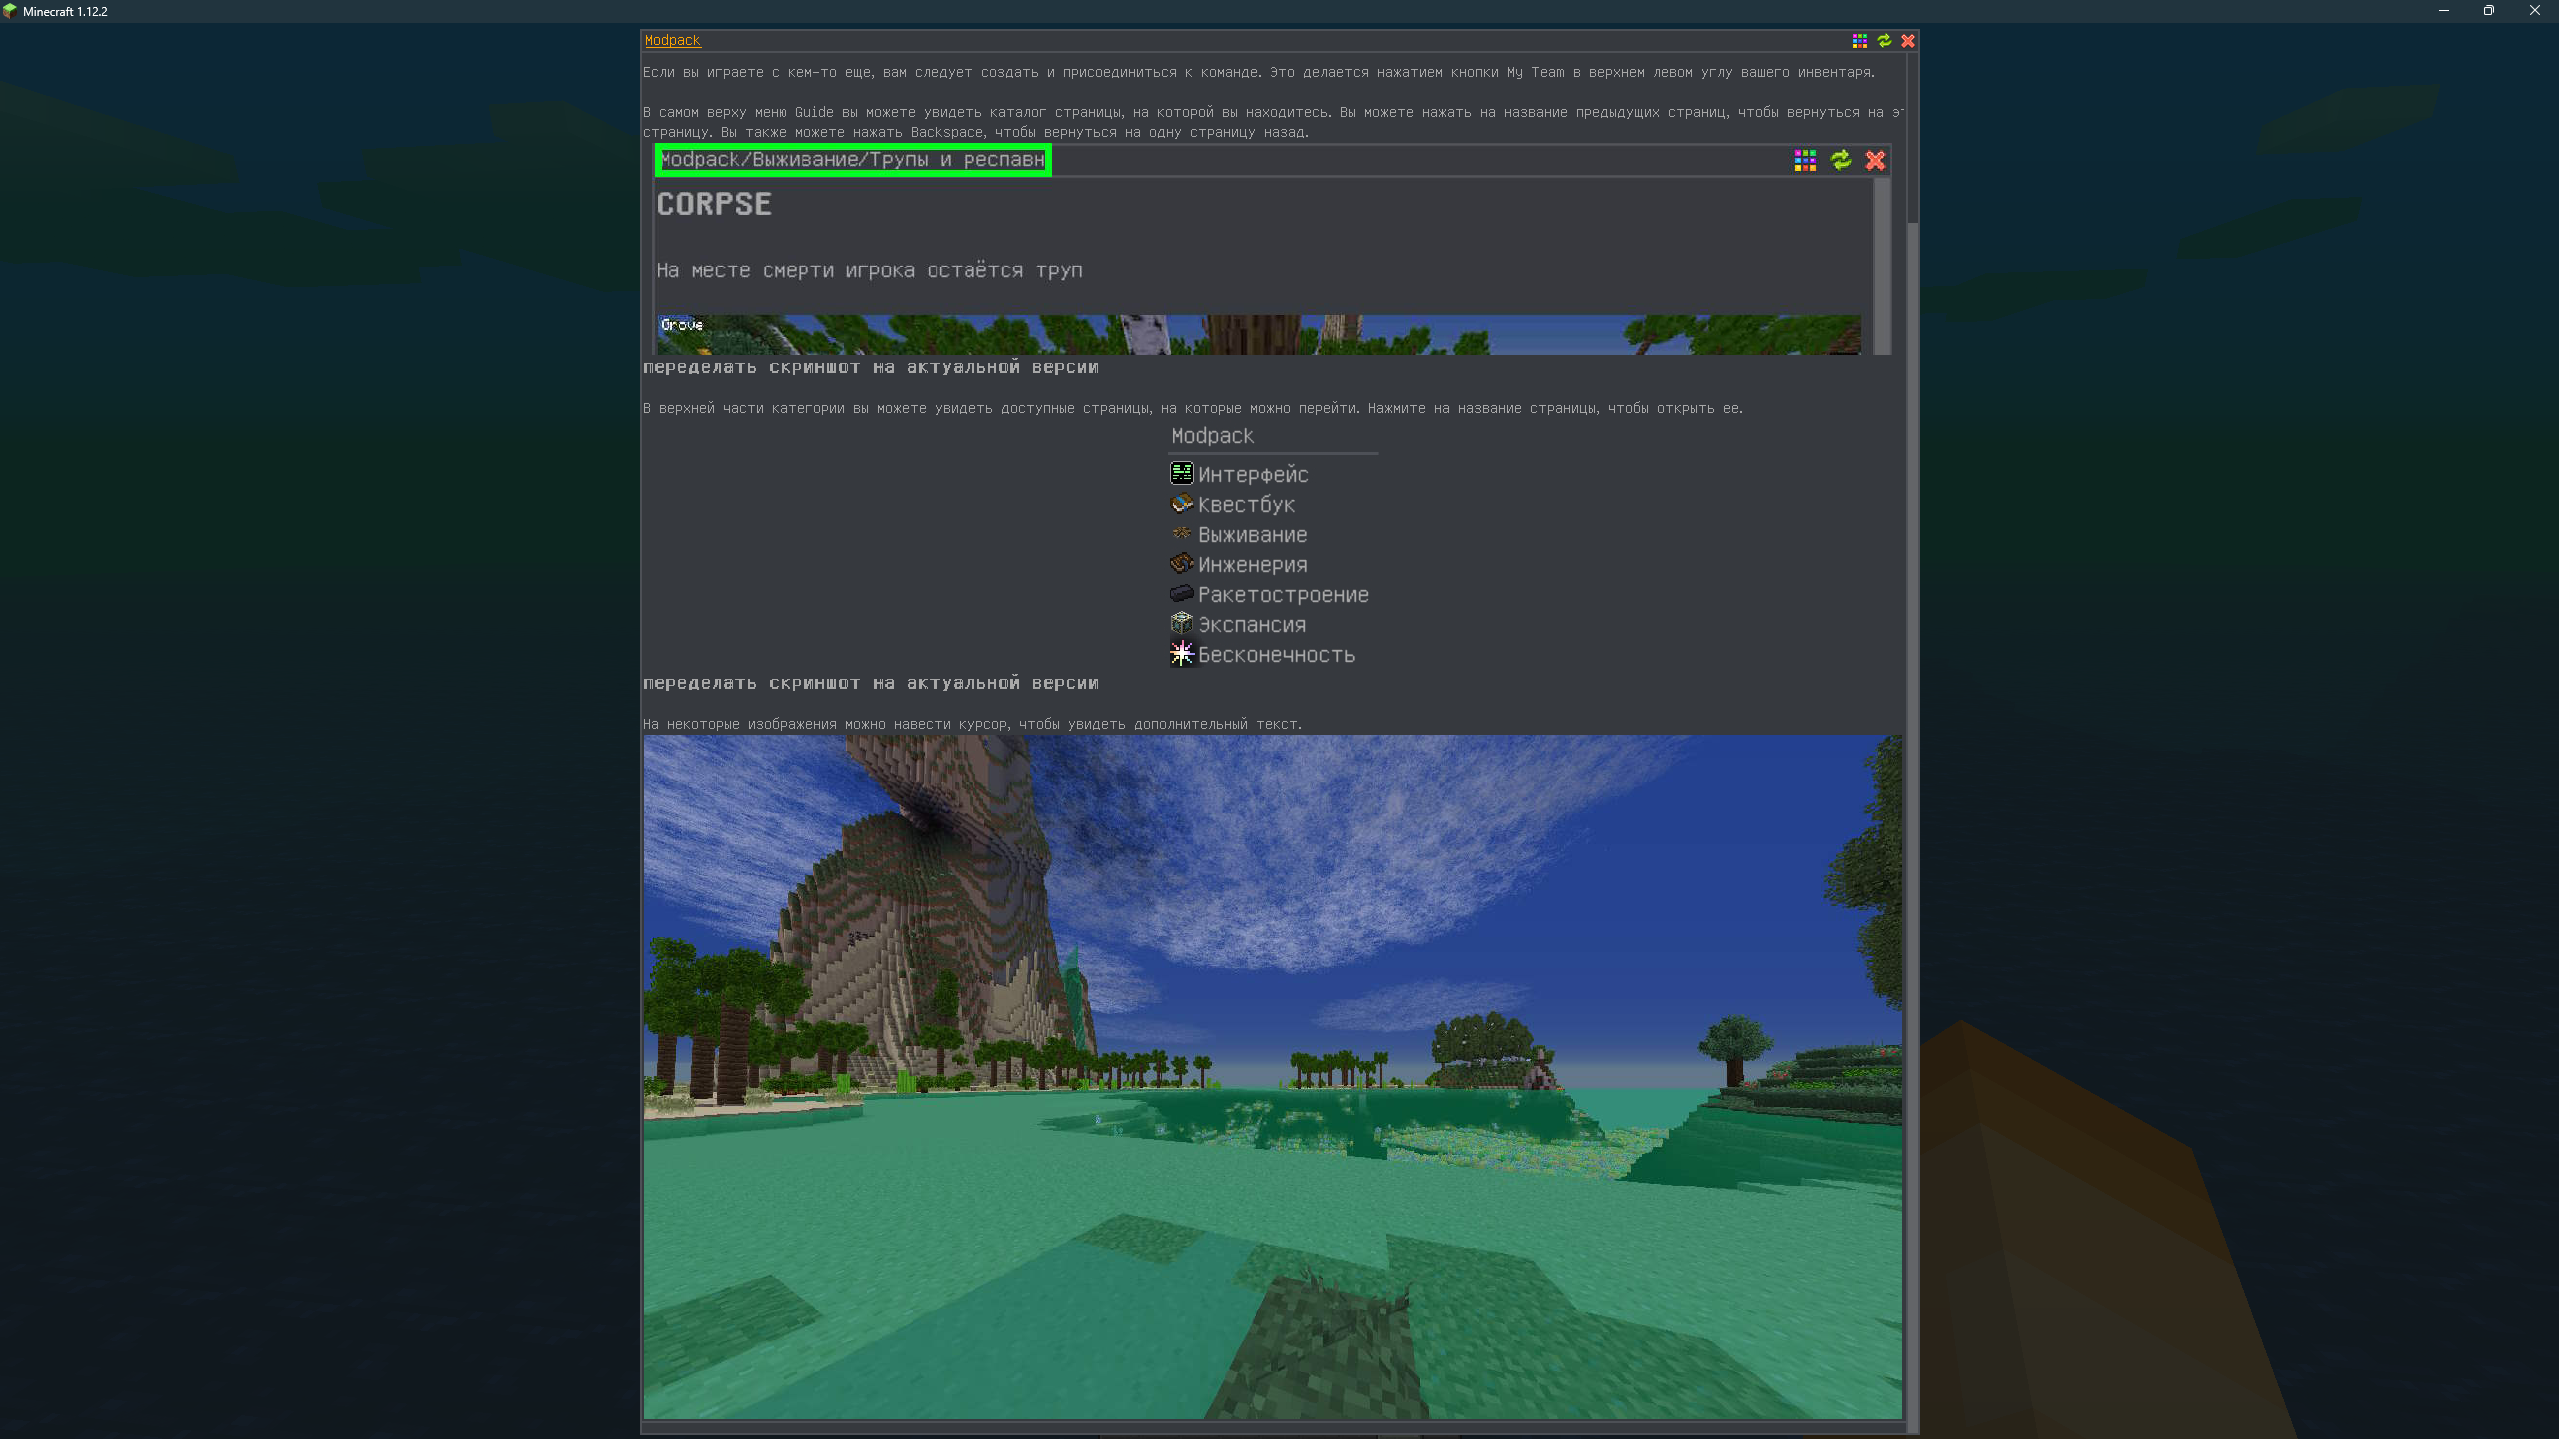 Minecraft 1.12.2
Modpack
Если вы играете с кем-то еще, вам следует создать и присоединиться к команде. Это делается нажатием кнопки My Team в верхнем левом углу вашего инвентаря.
В самом верху меню Guide вы можете увидеть каталог страницы, на которой вы находитесь. Вы можете нажать на название предыдущих страниц, чтобы вернуться на
страницу. Вы также можете нажать Backspace, чтобы вернуться на одну страницу назад.
Modpack/Выживание/Трупы и респавн
CORPSE
На месте смерти игрока остаётся труп
Grove
переделать скриншот на актуальной версии
В верхней части категории вы можете увидеть доступные страницы, на которые можно перейти. Нажмите на название страницы, чтобы открыть ее.
Modpack
Интерфейс
Квестбук
Выживание
Инженерия
Ракетостроение
Экспансия
Бесконечность
переделать скриншот на актуальной версии
На некоторые изображения можно навести курсор, чтобы увидеть дополнительный текст.